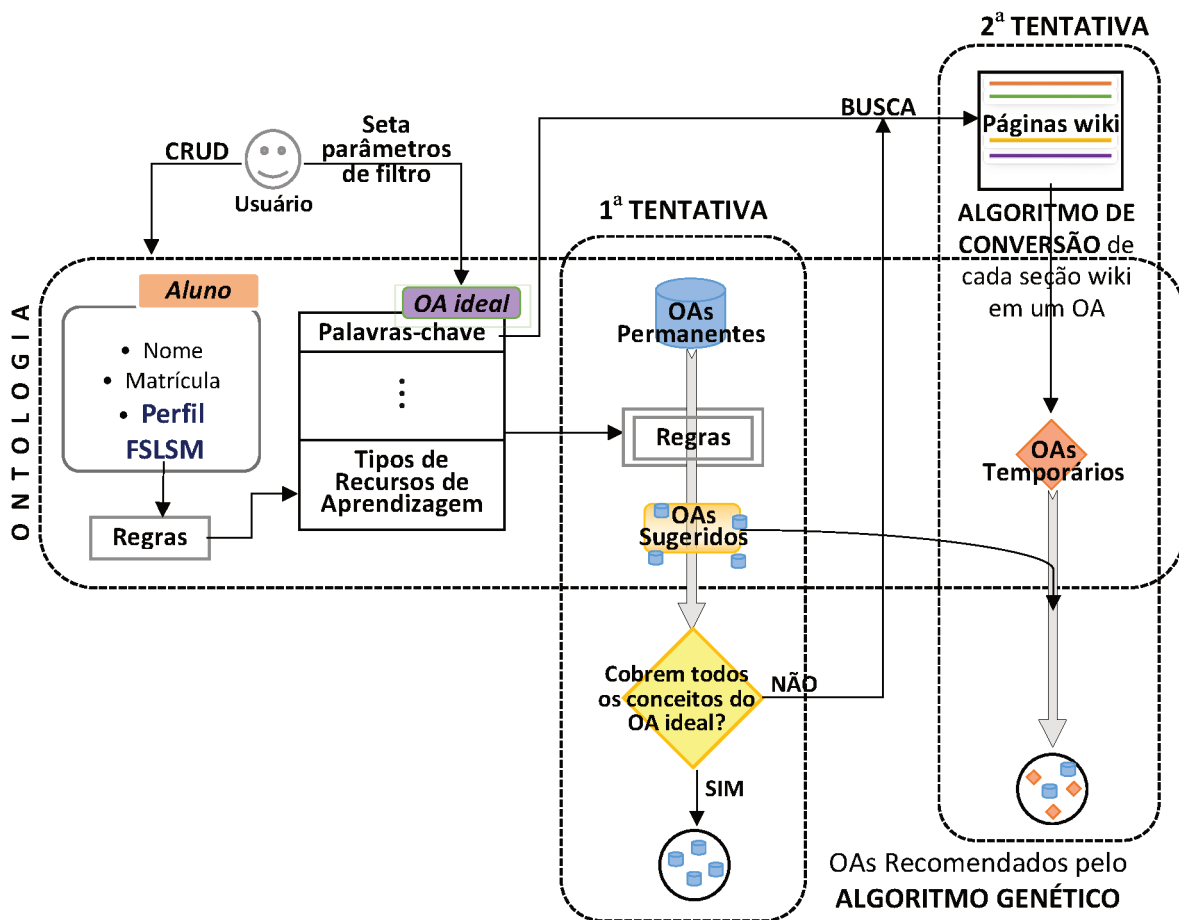 2ª TENTATIVA
BUSCA
Páginas wiki
Seta
parâmetros
de filtro
CRUD
Usuário
1ª TENTATIVA
ALGORITMO DE
CONVERSÃO de
cada seção wiki
em um OA
ONTOLOGIA
Aluno
• Nome
• Matrícula
• Perfil
FSLSM
Regras
OA ideal
Palavras-chave
⋮
Tipos de
Recursos de
Aprendizagem
OAs
Permanentes
Regras
OAs
Sugeridos
OAs
Temporários
Cobrem todos
os conceitos do
OA ideal?
NÃO
SIM
OAs Recomendados pelo
ALGORITMO GENÉTICO